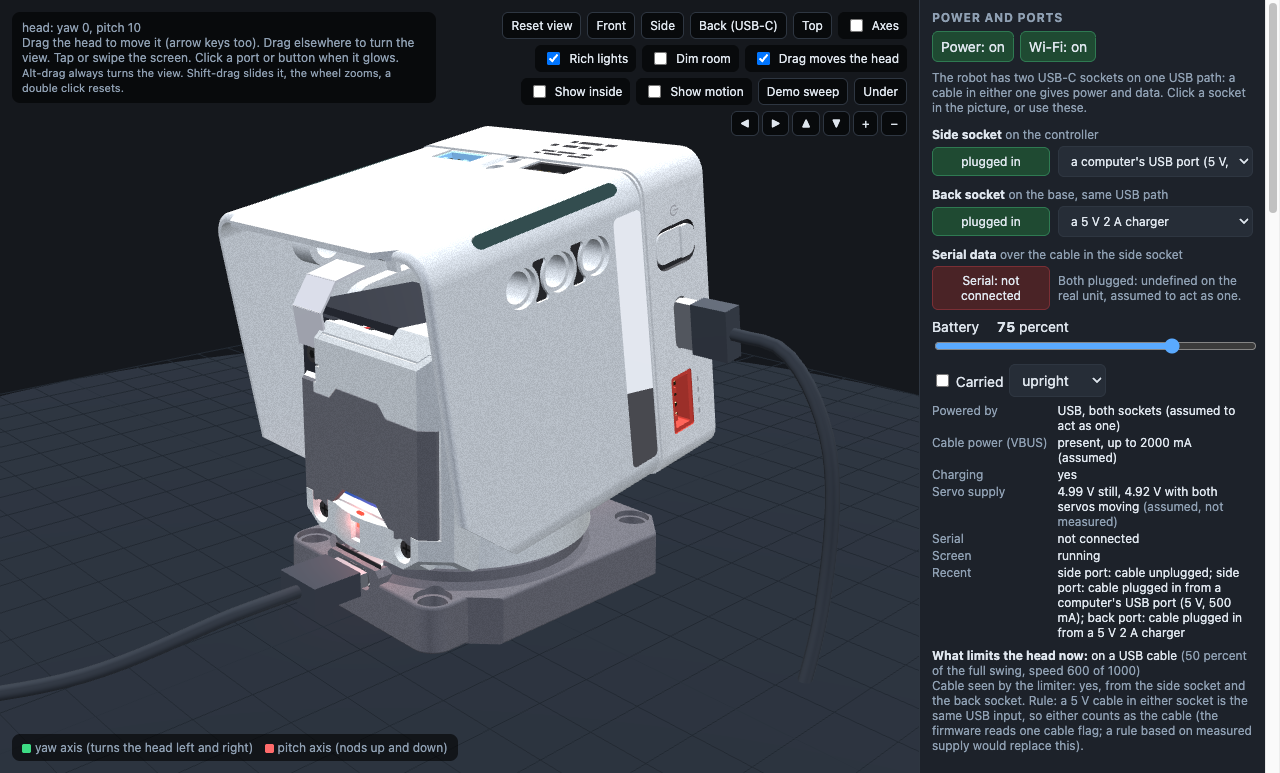 head: yaw 0, pitch 10
Drag the head to move it (arrow keys too). Drag elsewhere to turn the
view. Tap or swipe the screen. Click a port or button when it glows.
Alt-drag always turns the view. Shift-drag slides it, the wheel zooms, a
double click resets.
Reset view Front Side Back (USB-C) Top Axes
Rich lights Dim room Drag moves the head
Show inside Show motion Demo sweep Under
◄ ► ▲ ▼ + −
yaw axis (turns the head left and right) pitch axis (nods up and down)
POWER AND PORTS
Power: on Wi-Fi: on
The robot has two USB-C sockets on one USB path: a
cable in either one gives power and data. Click a socket
in the picture, or use these.
Side socket on the controller
plugged in a computer's USB port (5 V,
Back socket on the base, same USB path
plugged in a 5 V 2 A charger
Serial data over the cable in the side socket
Serial: not
connected
Both plugged: undefined on the
real unit, assumed to act as one.
Battery 75 percent
Carried upright
Powered by USB, both sockets (assumed to
act as one)
Cable power (VBUS) present, up to 2000 mA
(assumed)
Charging yes
Servo supply 4.99 V still, 4.92 V with both
servos moving (assumed, not
measured)
Serial not connected
Screen running
Recent side port: cable unplugged; side
port: cable plugged in from a
computer's USB port (5 V, 500
mA); back port: cable plugged in
from a 5 V 2 A charger
What limits the head now: on a USB cable (50 percent
of the full swing, speed 600 of 1000)
Cable seen by the limiter: yes, from the side socket and
the back socket. Rule: a 5 V cable in either socket is the
same USB input, so either counts as the cable (the
firmware reads one cable flag; a rule based on measured
supply would replace this).